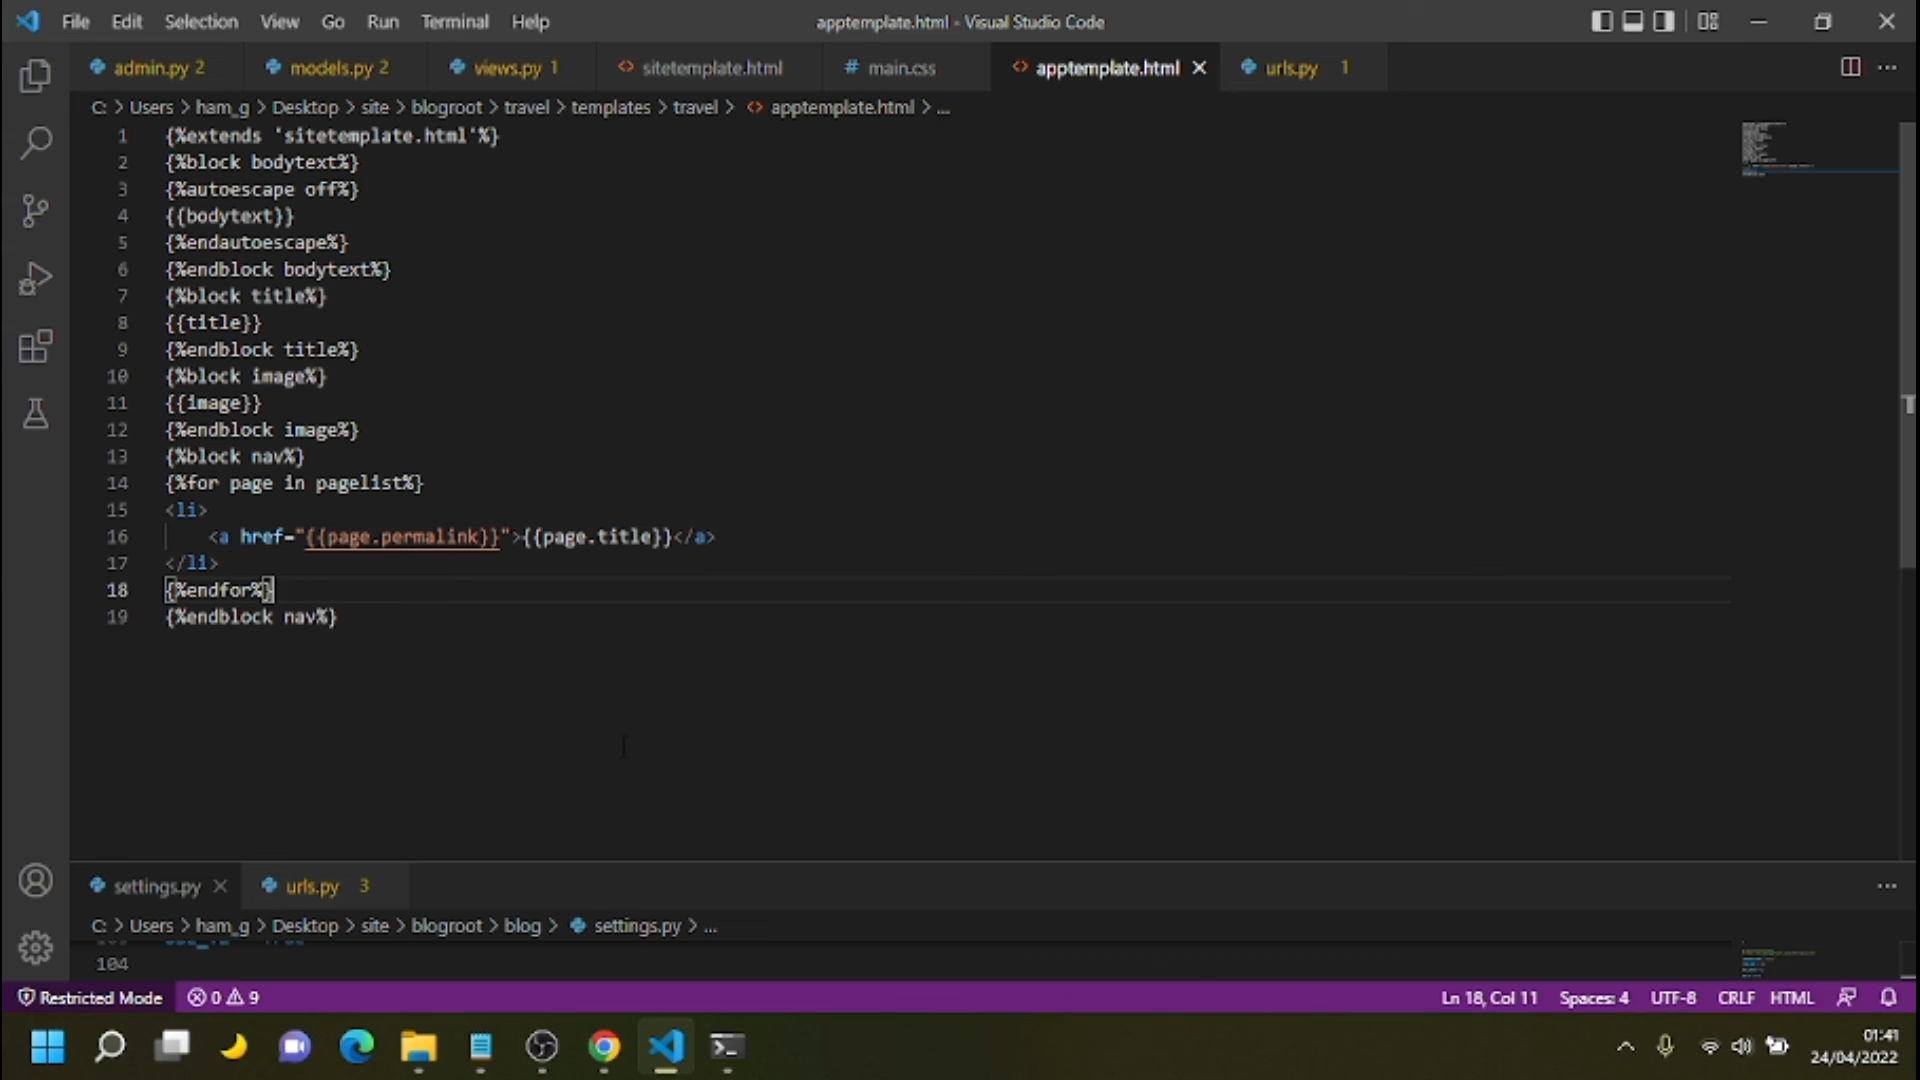 File Edit Selection View Go Run Terminal Help
apptemplate.html - Visual Studio Code
admin.py 2 models.py 2 views.py 1 sitetemplate.html # main.css apptemplate.html urls.py 1
C: > Users > ham_g > Desktop > site > blogroot > travel > templates > travel > apptemplate.html > ...
1 {%extends 'sitetemplate.html'%}
2 {%block bodytext%}
3 {%autoescape off%}
4 {{bodytext}}
5 {%endautoescape%}
6 {%endblock bodytext%}
7 {%block title%}
8 {{title}}
9 {%endblock title%}
10 {%block image%}
11 {{image}}
12 {%endblock image%}
13 {%block nav%}
14 {%for page in pagelist%}
15 <li>
16 <a href="{{page.permalink}}">{{page.title}}</a>
17 </li>
18 {%endfor%}
19 {%endblock nav%}
settings.py urls.py 3
C: > Users > ham_g > Desktop > site > blogroot > blog > settings.py > ...
104
Restricted Mode 0 9 Ln 18, Col 11 Spaces: 4 UTF-8 CRLF HTML
01:41
24/04/2022